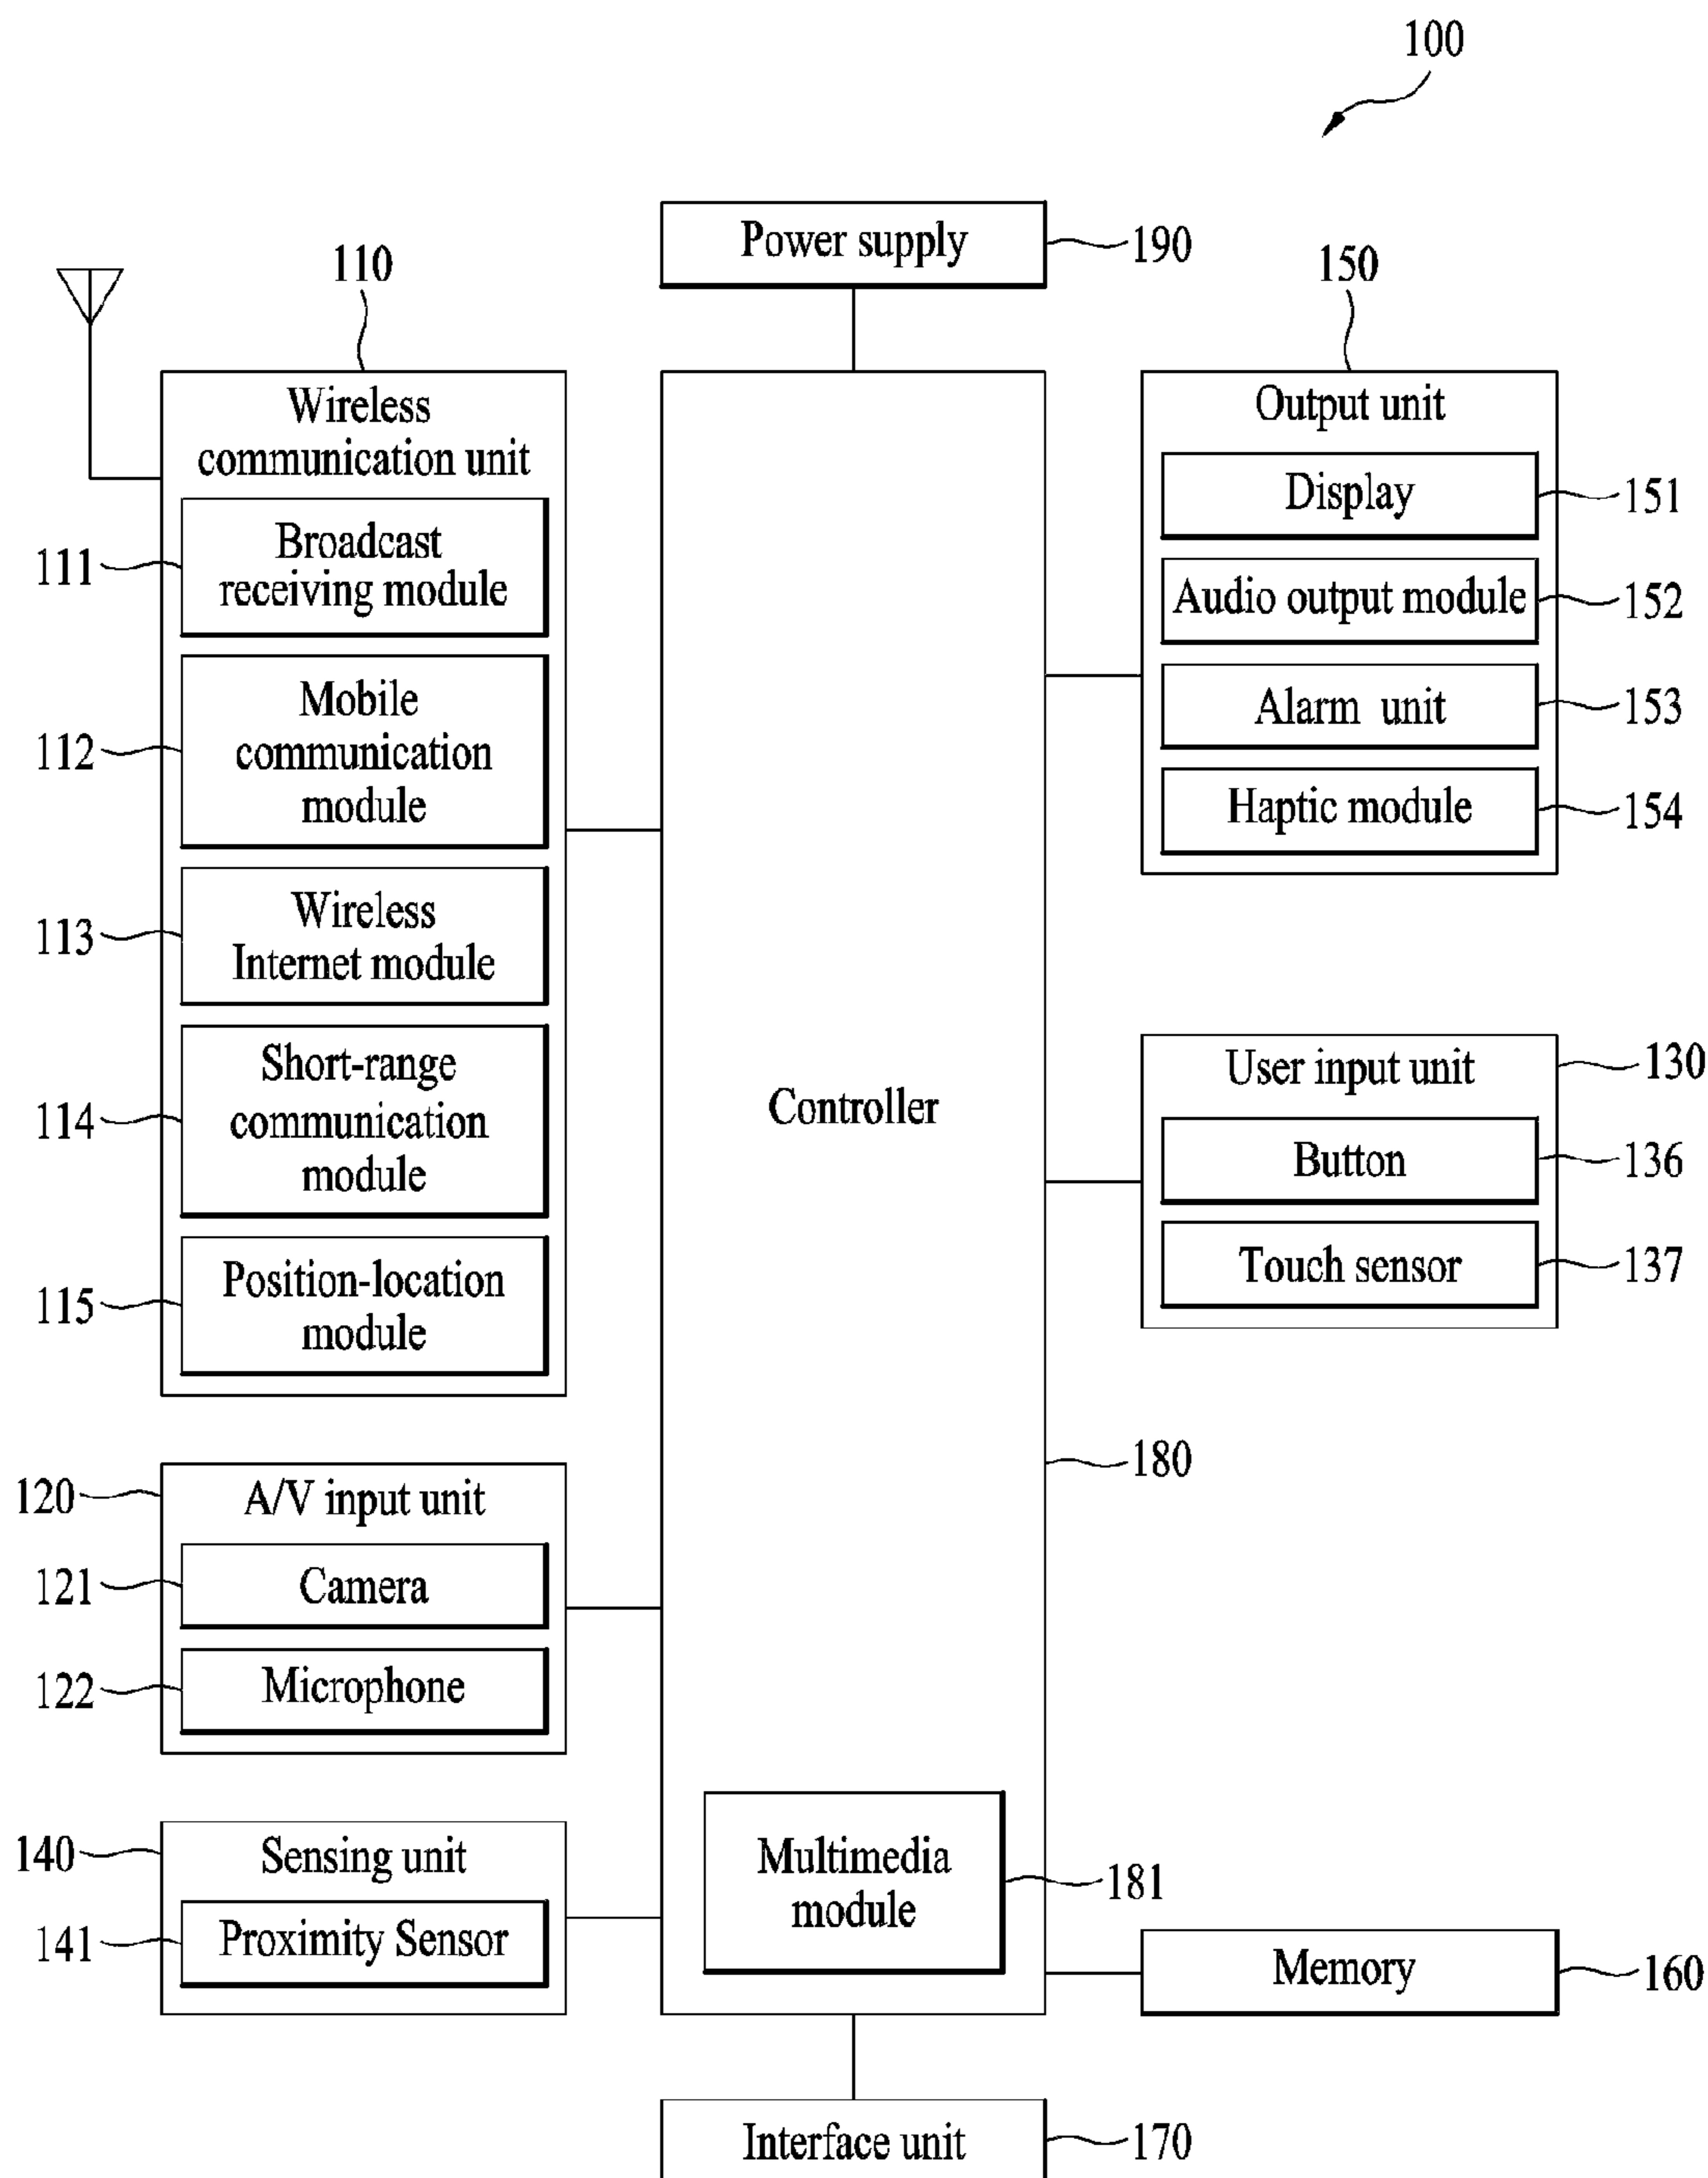 100
Power supply
190
110
150
Wireless
communication unit
Output unit
Broadcast
receiving module
111
Display
151
Audio output module
152
Mobile
communication
module
112
Alarm unit
153
Haptic module
154
Wireless
Internet module
113
Short-range
communication
module
114
Controller
User input unit
130
Button
136
Touch sensor
137
Position-location
module
115
180
120
A/V input unit
121
Camera
122
Microphone
140
Sensing unit
141
Proximity Sensor
Multimedia
module
181
Memory
160
Interface unit
170